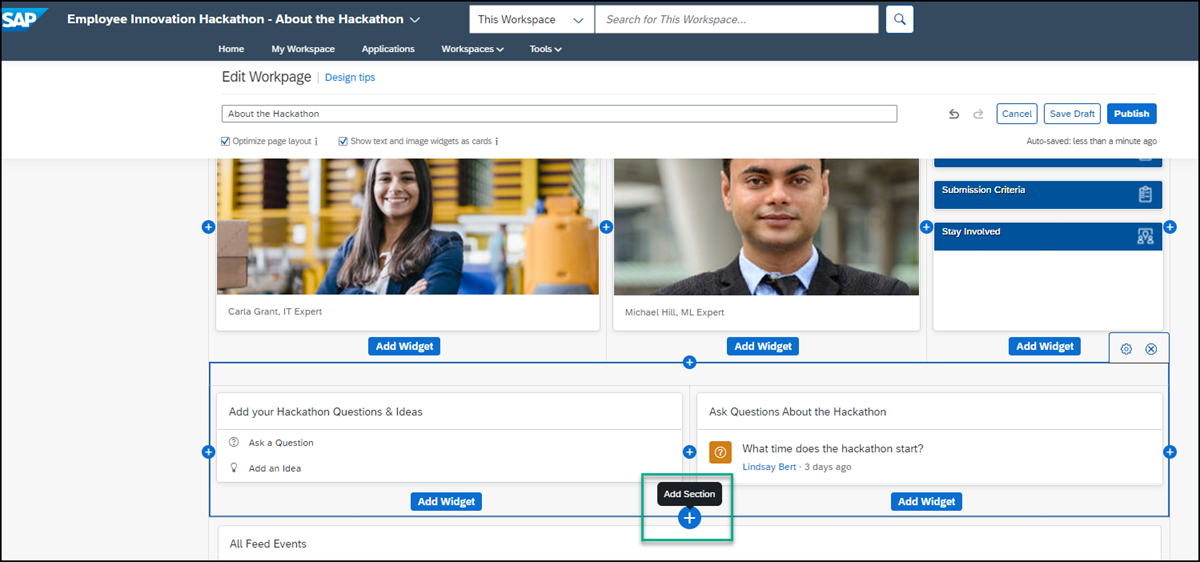 SAP
Employee Innovation Hackathon - About the Hackathon
This Workspace
Search for This Workspace...
Home
My Workspace
Applications
Workspaces
Tools
Edit Workpage | Design tips
About the Hackathon
Cancel
Save Draft
Publish
Optimize page layout
Show text and image widgets as cards
Auto-saved: less than a minute ago
Submission Criteria
Stay Involved
Carla Grant, IT Expert
Michael Hill, ML Expert
Add Widget
Add Widget
Add Widget
Add your Hackathon Questions & Ideas
Ask a Question
Add an Idea
Ask Questions About the Hackathon
What time does the hackathon start?
Lindsay Bert · 3 days ago
Add Widget
Add Section
Add Widget
All Feed Events